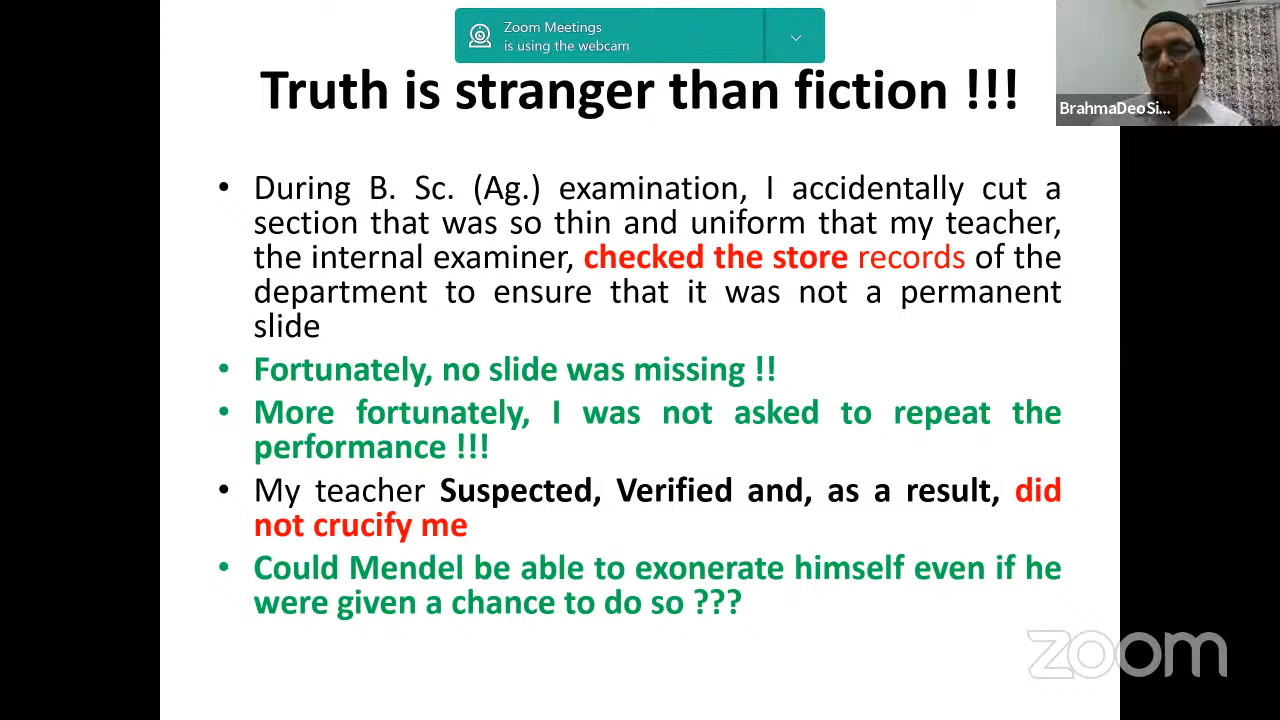 Zoom Meetings
is using the webcam
Truth is stranger than fiction !!!
BrahmaDeoSi...
• During B. Sc. (Ag.) examination, I accidentally cut a
section that was so thin and uniform that my teacher,
the internal examiner, checked the store records of the
department to ensure that it was not a permanent
slide
• Fortunately, no slide was missing !!
• More fortunately, I was not asked to repeat the
performance !!!
• My teacher Suspected, Verified and, as a result, did
not crucify me
• Could Mendel be able to exonerate himself even if he
were given a chance to do so ???
zoom